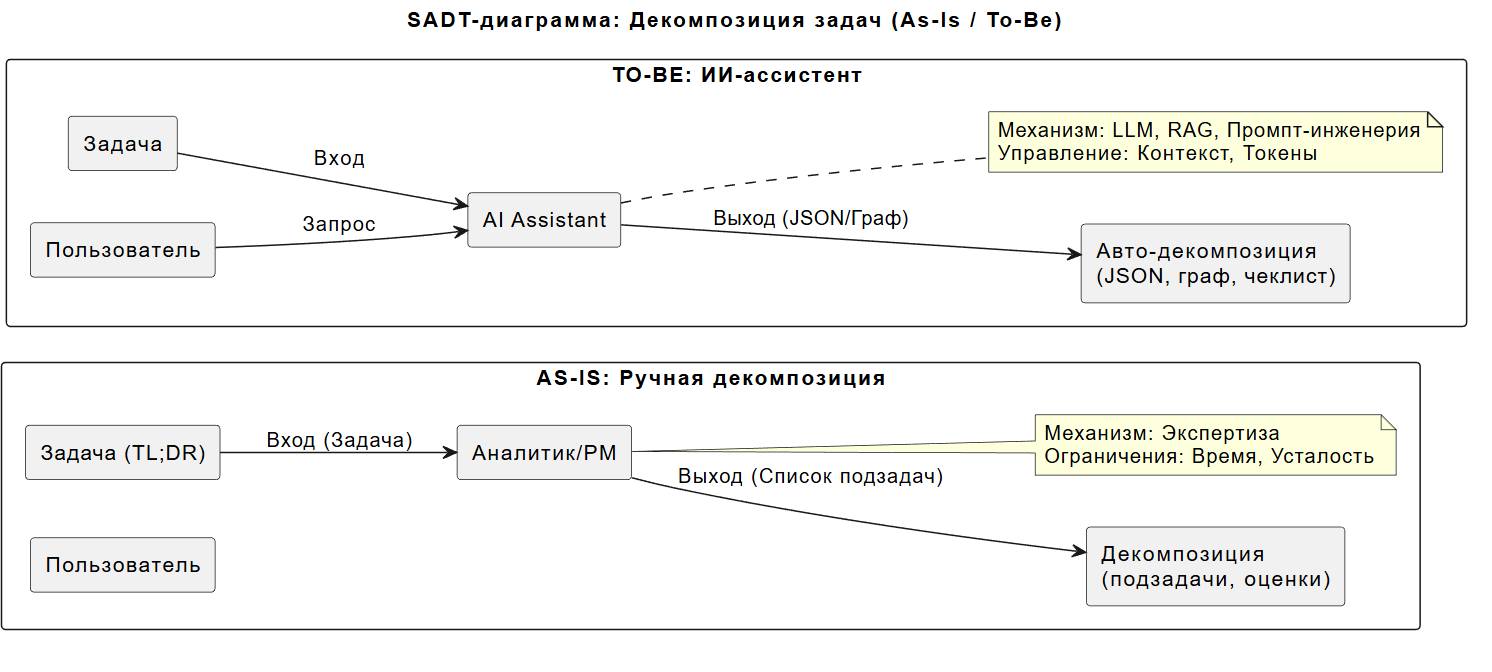 SADT-диаграмма: Декомпозиция задач (As-Is / To-Be)
TO-BE: ИИ-ассистент
Задача
Вход
Механизм: LLM, RAG, Промпт-инженерия
Управление: Контекст, Токены
Пользователь
Запрос
AI Assistant
Выход (JSON/Граф)
Авто-декомпозиция
(JSON, граф, чеклист)
AS-IS: Ручная декомпозиция
Задача (TL;DR)
Вход (Задача)
Аналитик/PM
Механизм: Экспертиза
Ограничения: Время, Усталость
Выход (Список подзадач)
Пользователь
Декомпозиция
(подзадачи, оценки)